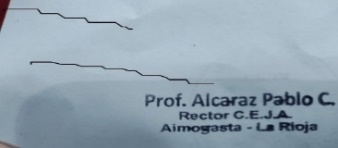 Prof. Alcaraz Pablo C.
Rector C.E.J.A.
Aimogasta - La Rioja